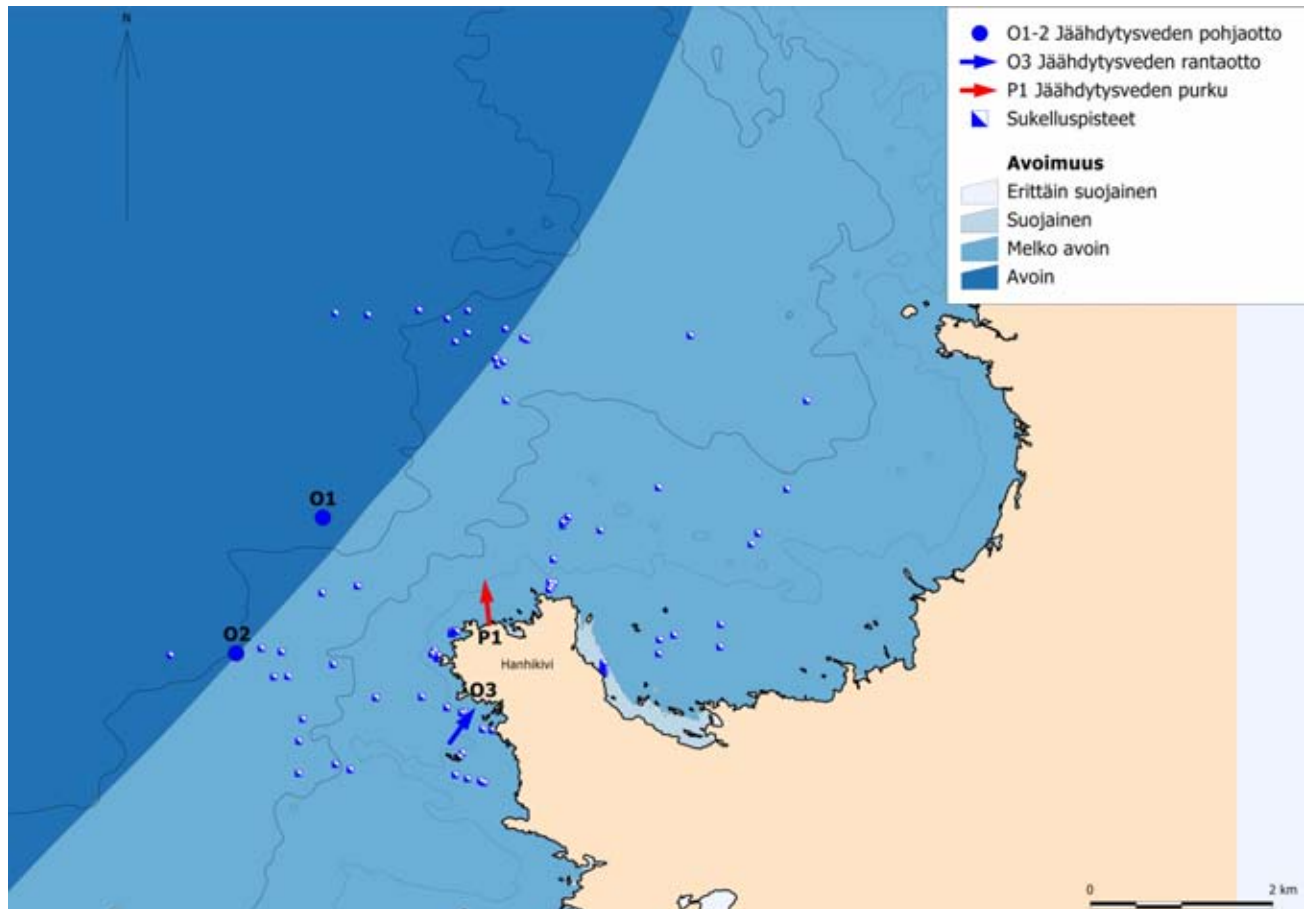 N
O1-2 Jäähdytysveden pohjaotto
O3 Jäähdytysveden rantaotto
P1 Jäähdytysveden purku
Sukelluspisteet
Avoimuus
Erittäin suojainen
Suojainen
Melko avoin
Avoin
O1
O2
P1
Hanhikivi
O3
0 2 km